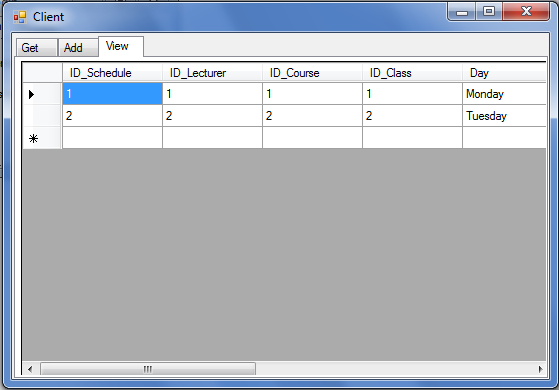 Client
Get Add View
ID_Schedule ID_Lecturer ID_Course ID_Class Day
1 1 1 1 Monday
2 2 2 2 Tuesday